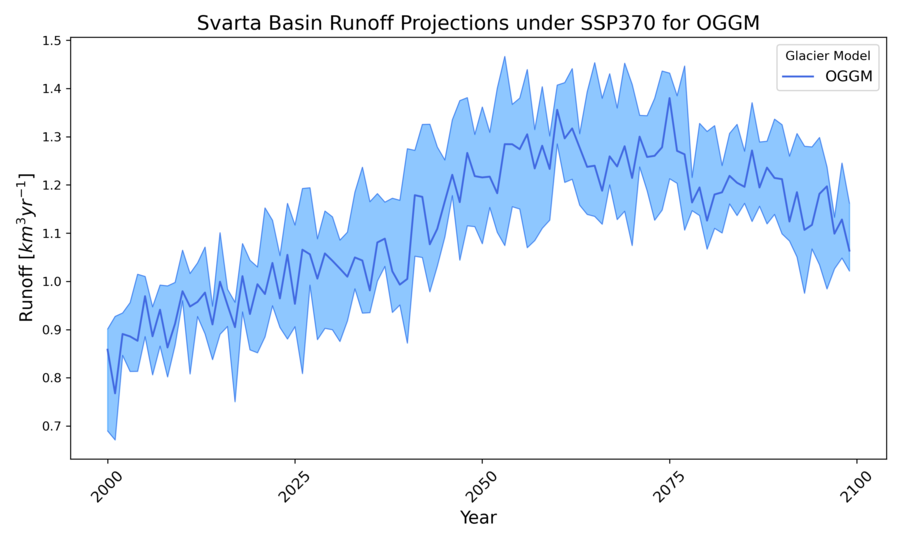 Svarta Basin Runoff Projections under SSP370 for OGGM
Glacier Model
OGGM
Runoff [km³yr⁻¹]
1.5
1.4
1.3
1.2
1.1
1.0
0.9
0.8
0.7
2000
2025
2050
2075
2100
Year